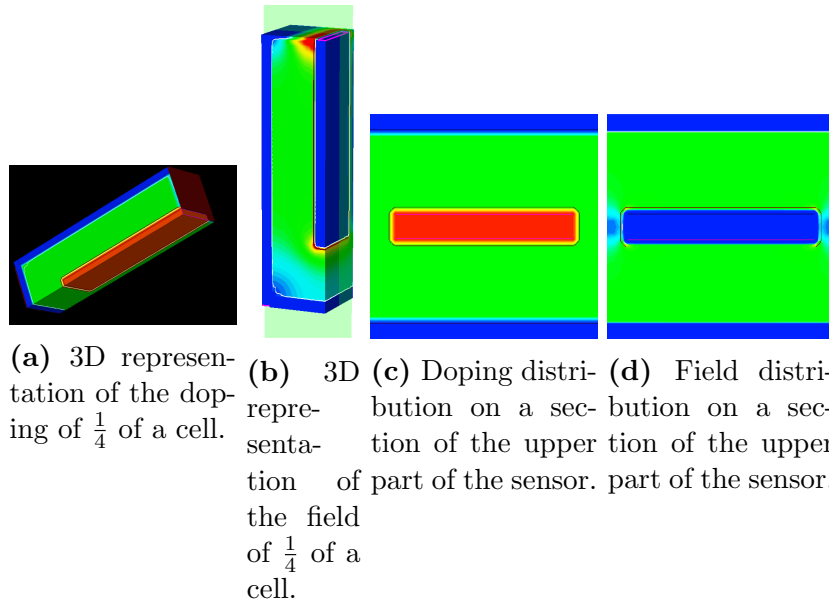 (a) 3D represen-
tation of the dop-
ing of 1/4 of a cell.
(b) 3D
repre-
senta-
tion of
the field
of 1/4 of a
cell.
(c) Doping distri-
bution on a sec-
tion of the upper
part of the sensor.
(d) Field distri-
bution on a sec-
tion of the upper
part of the sensor.